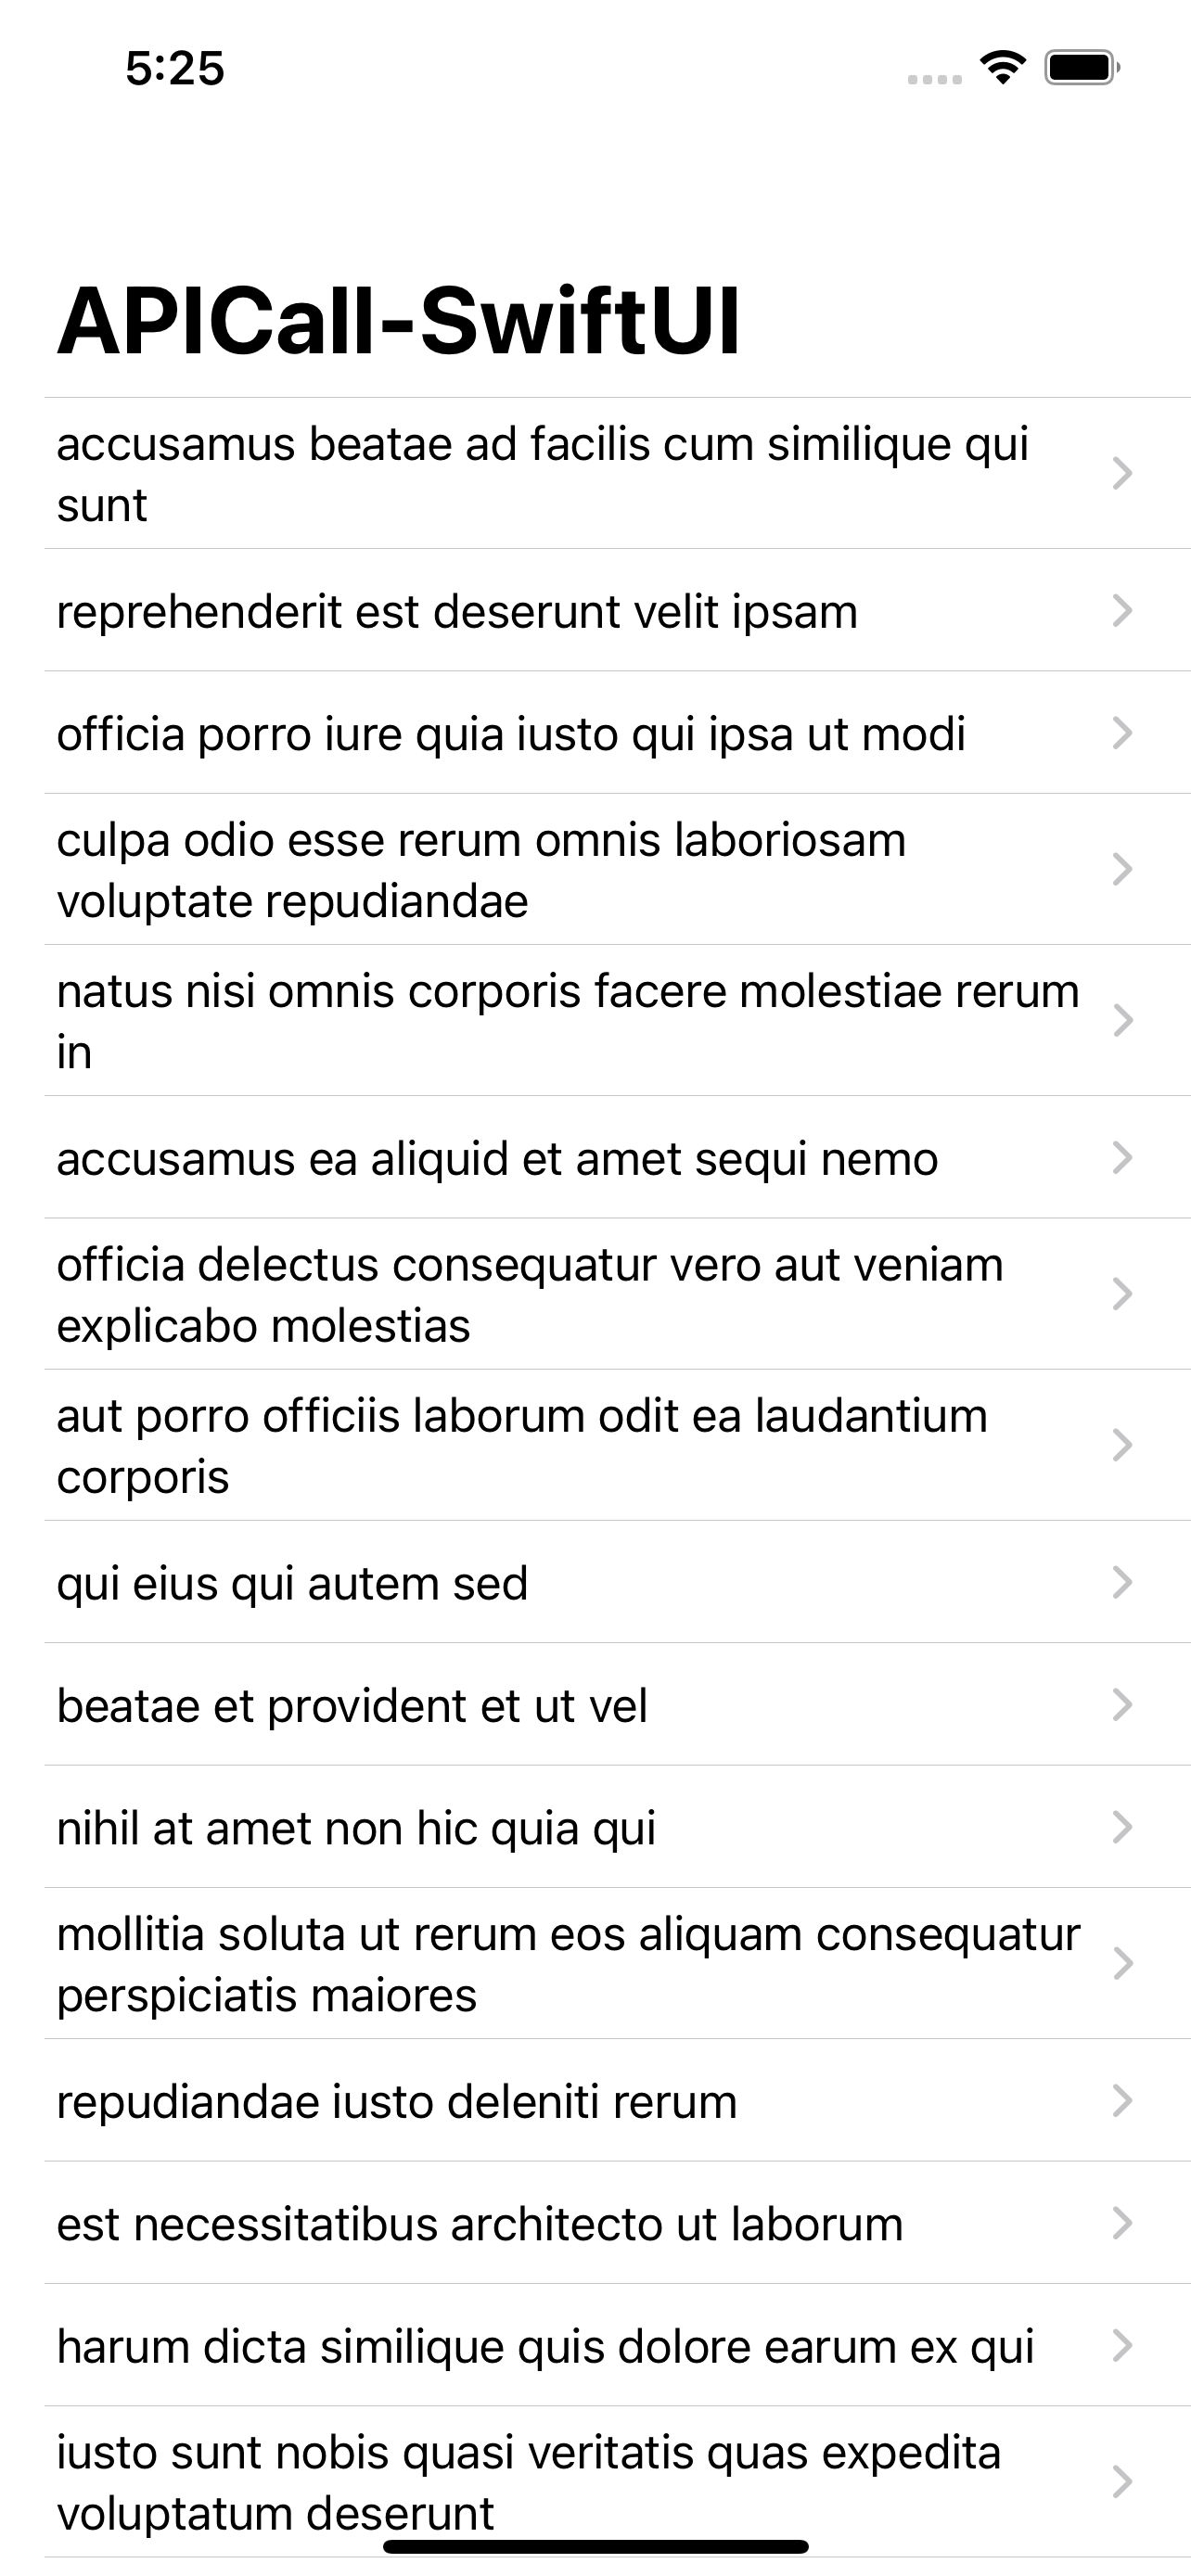 5:25
APICall-SwiftUI
accusamus beatae ad facilis cum similique qui
sunt
reprehenderit est deserunt velit ipsam
officia porro iure quia iusto qui ipsa ut modi
culpa odio esse rerum omnis laboriosam
voluptate repudiandae
natus nisi omnis corporis facere molestiae rerum
in
accusamus ea aliquid et amet sequi nemo
officia delectus consequatur vero aut veniam
explicabo molestias
aut porro officiis laborum odit ea laudantium
corporis
qui eius qui autem sed
beatae et provident et ut vel
nihil at amet non hic quia qui
mollitia soluta ut rerum eos aliquam consequatur
perspiciatis maiores
repudiandae iusto deleniti rerum
est necessitatibus architecto ut laborum
harum dicta similique quis dolore earum ex qui
iusto sunt nobis quasi veritatis quas expedita
voluptatum deserunt